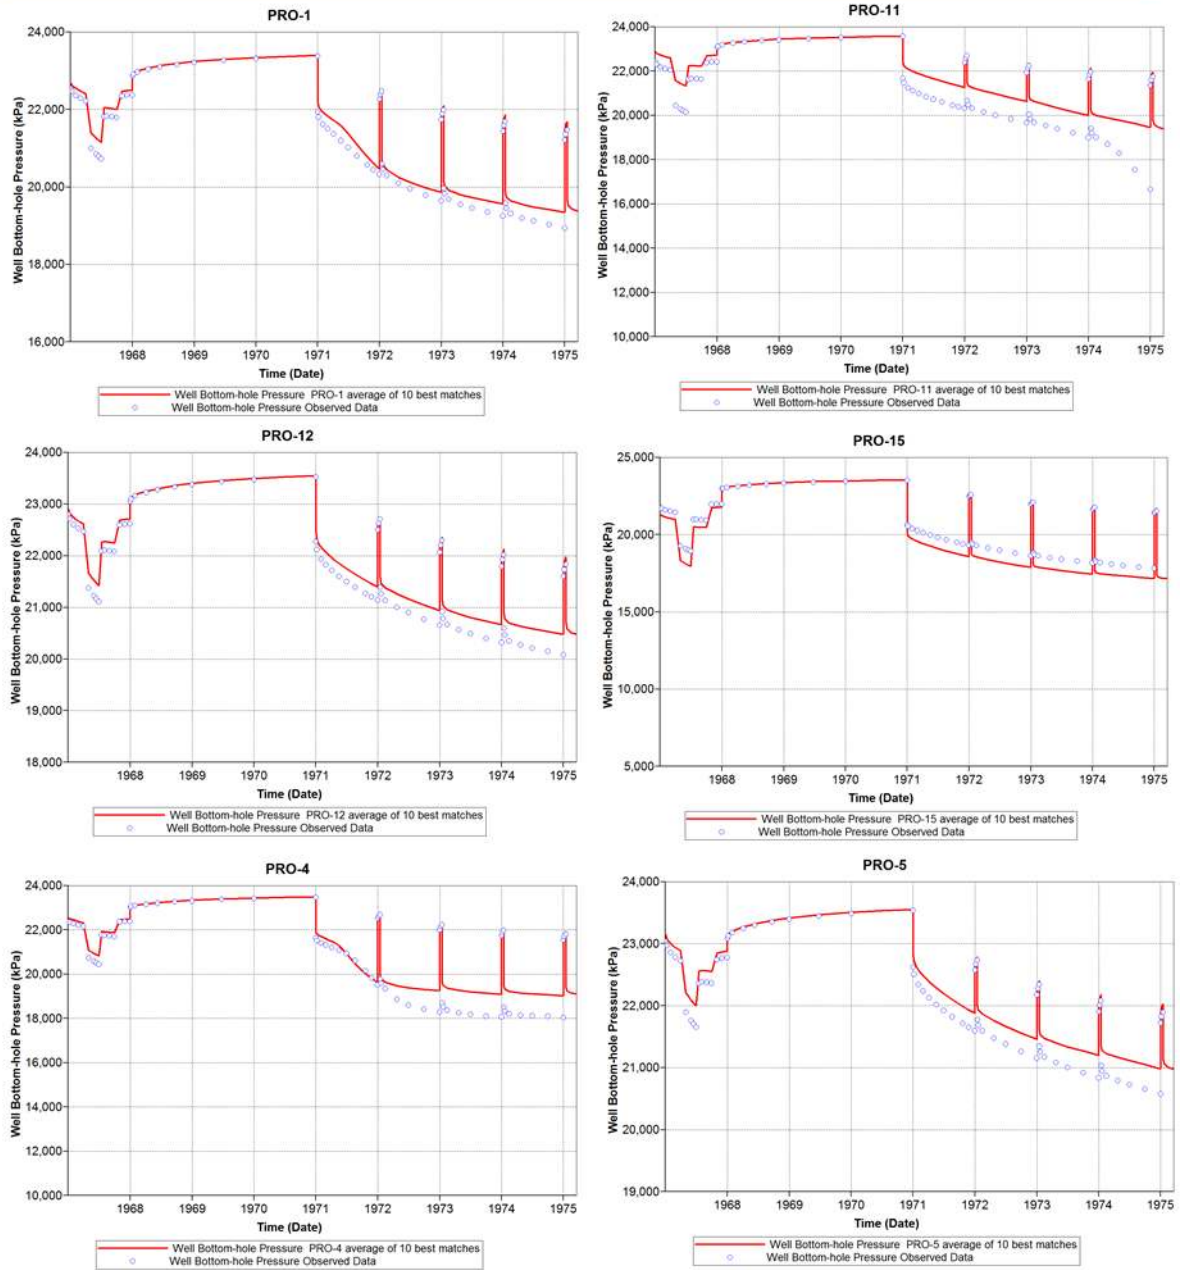 PRO-1
Well Bottom-hole Pressure (kPa)
24,000
22,000
20,000
18,000
16,000
1968 1969 1970 1971 1972 1973 1974 1975
Time (Date)
Well Bottom-hole Pressure PRO-1 average of 10 best matches
Well Bottom-hole Pressure Observed Data
PRO-11
Well Bottom-hole Pressure (kPa)
24,000
22,000
20,000
18,000
16,000
14,000
12,000
10,000
1968 1969 1970 1971 1972 1973 1974 1975
Time (Date)
Well Bottom-hole Pressure PRO-11 average of 10 best matches
Well Bottom-hole Pressure Observed Data
PRO-12
Well Bottom-hole Pressure (kPa)
24,000
23,000
22,000
21,000
20,000
19,000
18,000
1968 1969 1970 1971 1972 1973 1974 1975
Time (Date)
Well Bottom-hole Pressure PRO-12 average of 10 best matches
Well Bottom-hole Pressure Observed Data
PRO-15
Well Bottom-hole Pressure (kPa)
25,000
20,000
15,000
10,000
5,000
1968 1969 1970 1971 1972 1973 1974 1975
Time (Date)
Well Bottom-hole Pressure PRO-15 average of 10 best matches
Well Bottom-hole Pressure Observed Data
PRO-4
Well Bottom-hole Pressure (kPa)
24,000
22,000
20,000
18,000
16,000
14,000
12,000
10,000
1968 1969 1970 1971 1972 1973 1974 1975
Time (Date)
Well Bottom-hole Pressure PRO-4 average of 10 best matches
Well Bottom-hole Pressure Observed Data
PRO-5
Well Bottom-hole Pressure (kPa)
24,000
23,000
22,000
21,000
20,000
19,000
1968 1969 1970 1971 1972 1973 1974 1975
Time (Date)
Well Bottom-hole Pressure PRO-5 average of 10 best matches
Well Bottom-hole Pressure Observed Data